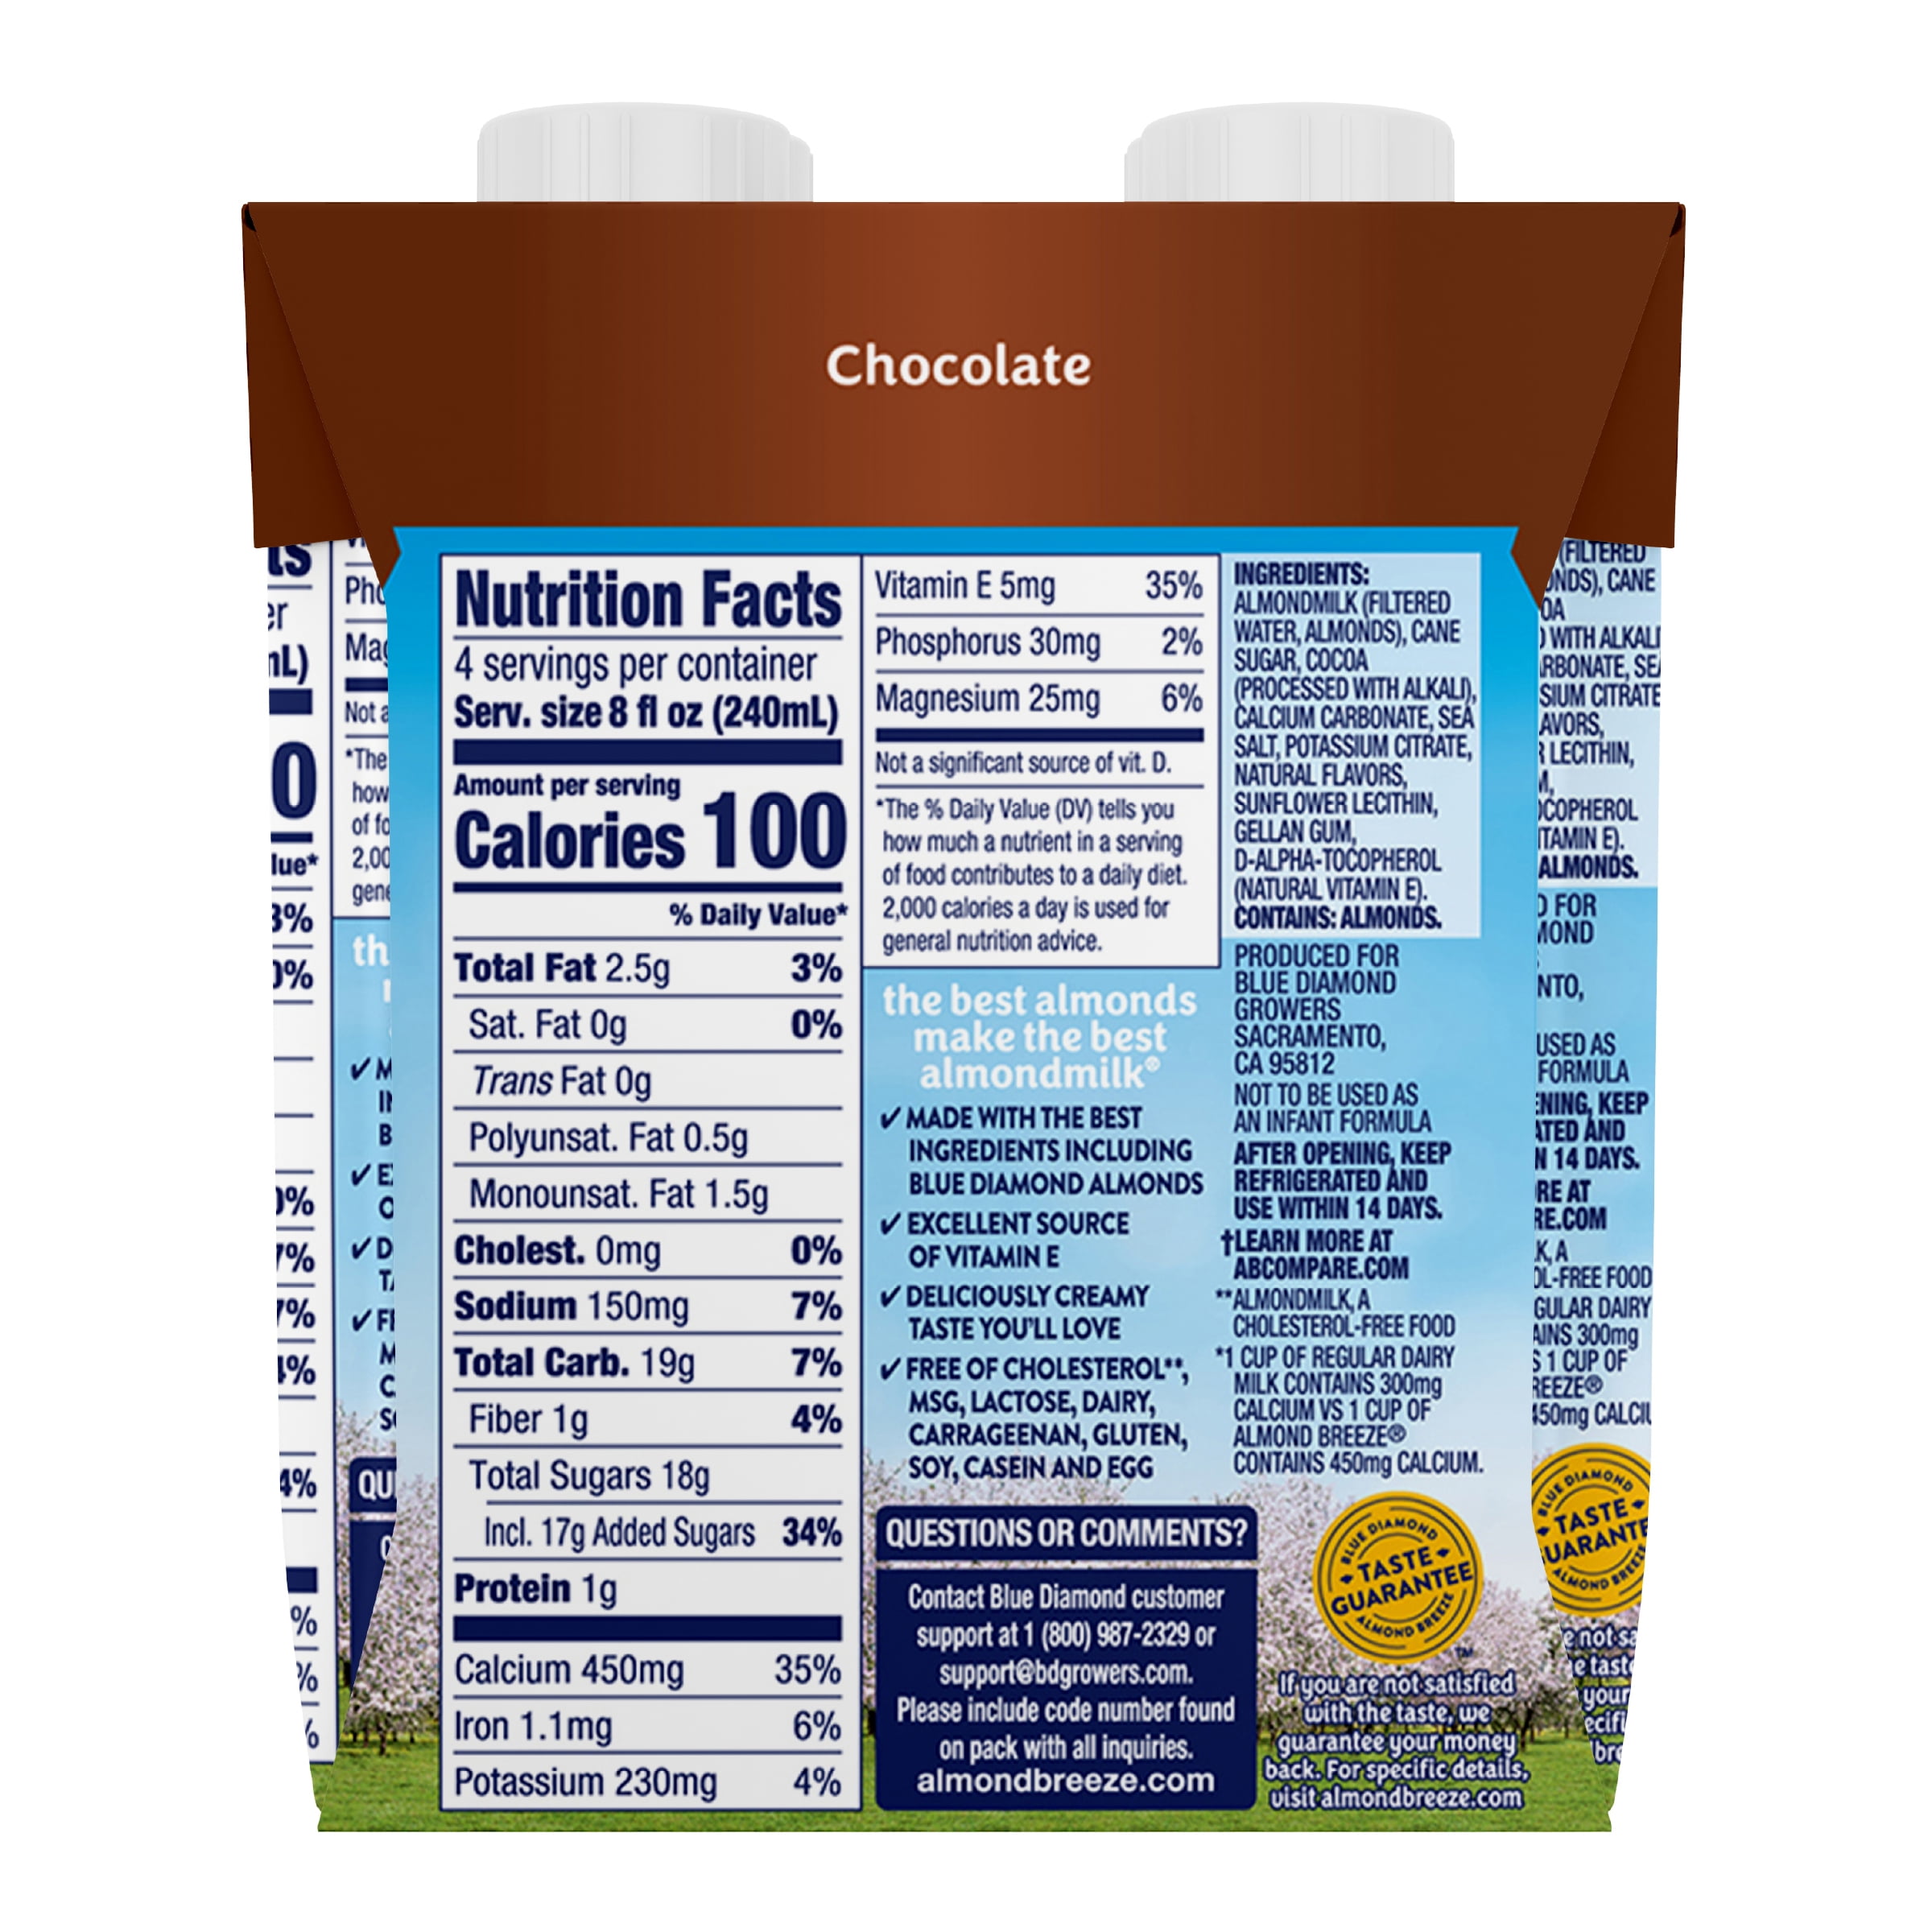 Chocolate
Nutrition Facts
4 servings per container
Serv. size 8 fl oz (240mL)
Amount per serving
Calories 100
% Daily Value*
Total Fat 2.5g 3%
Sat. Fat 0g 0%
Trans Fat 0g
Polyunsat. Fat 0.5g
Monounsat. Fat 1.5g
Cholest. 0mg 0%
Sodium 150mg 7%
Total Carb. 19g 7%
Fiber 1g 4%
Total Sugars 18g
Incl. 17g Added Sugars 34%
Protein 1g
Calcium 450mg 35%
Iron 1.1mg 6%
Potassium 230mg 4%
Vitamin E 5mg 35%
Phosphorus 30mg 2%
Magnesium 25mg 6%
Not a significant source of vit. D.
*The % Daily Value (DV) tells you
how much a nutrient in a serving
of food contributes to a daily diet.
2,000 calories a day is used for
general nutrition advice.
the best almonds
make the best
almondmilk®
✓ MADE WITH THE BEST
INGREDIENTS INCLUDING
BLUE DIAMOND ALMONDS
✓ EXCELLENT SOURCE
OF VITAMIN E
✓ DELICIOUSLY CREAMY
TASTE YOU'LL LOVE
✓ FREE OF CHOLESTEROL**,
MSG, LACTOSE, DAIRY,
CARRAGEENAN, GLUTEN,
SOY, CASEIN AND EGG
QUESTIONS OR COMMENTS?
Contact Blue Diamond customer
support at 1 (800) 987-2329 or
support@bdgrowers.com.
Please include code number found
on pack with all inquiries.
almondbreeze.com
INGREDIENTS:
ALMONDMILK (FILTERED
WATER, ALMONDS), CANE
SUGAR, COCOA
(PROCESSED WITH ALKALI),
CALCIUM CARBONATE, SEA
SALT, POTASSIUM CITRATE,
NATURAL FLAVORS,
SUNFLOWER LECITHIN,
GELLAN GUM,
D-ALPHA-TOCOPHEROL
(NATURAL VITAMIN E).
CONTAINS: ALMONDS.
PRODUCED FOR
BLUE DIAMOND
GROWERS
SACRAMENTO,
CA 95812
NOT TO BE USED AS
AN INFANT FORMULA
AFTER OPENING, KEEP
REFRIGERATED AND
USE WITHIN 14 DAYS.
†LEARN MORE AT
ABCOMPARE.COM
**ALMONDMILK, A
CHOLESTEROL-FREE FOOD
*1 CUP OF REGULAR DAIRY
MILK CONTAINS 300mg
CALCIUM VS 1 CUP OF
ALMOND BREEZE®
CONTAINS 450mg CALCIUM.
BLUE DIAMOND
TASTE
GUARANTEE
ALMOND BREEZE
TM
If you are not satisfied
with the taste, we
guarantee your money
back. For specific details,
visit almondbreeze.com